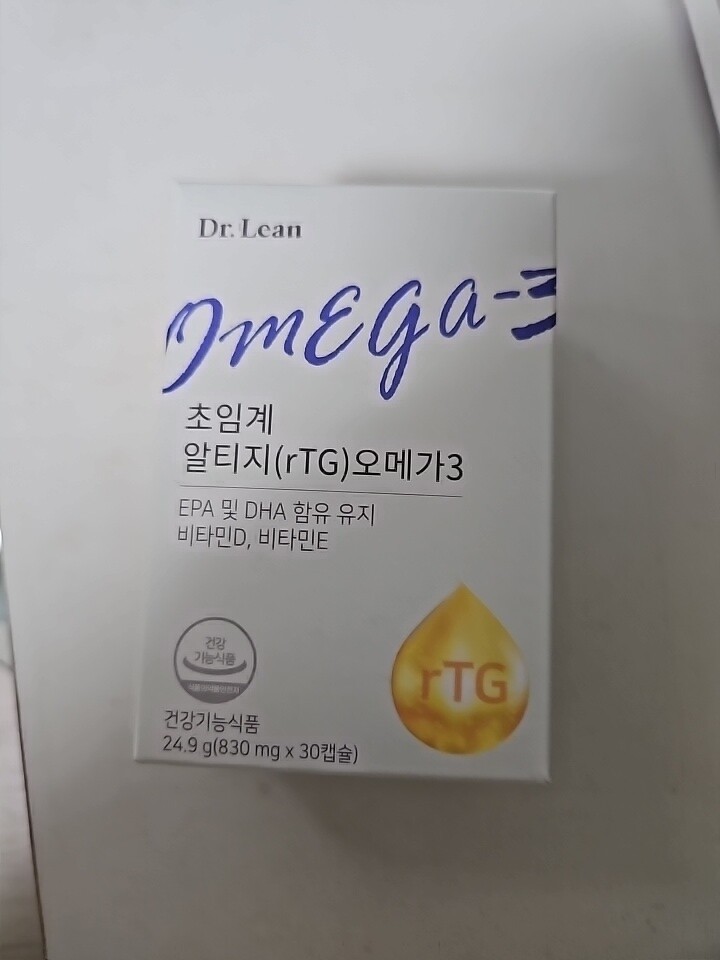 Dr. Lean
Omega-3
초임계
알티지(rTG)오메가3
EPA 및 DHA 함유 유지
비타민D, 비타민E
건강
기능식품
rTG
건강기능식품
24.9 g(830 mg x 30캡슐)